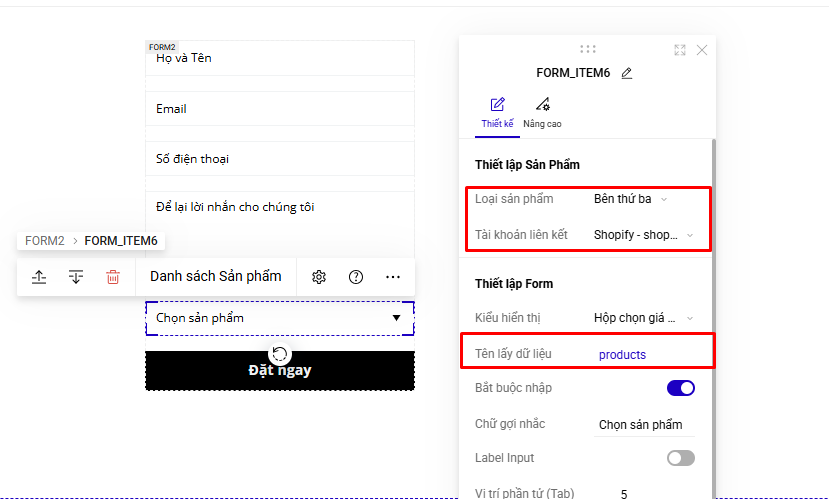 FORM2
Họ và Tên
Email
Số điện thoại
Để lại lời nhắn cho chúng tôi
FORM2 > FORM_ITEM6
Danh sách Sản phẩm
Chọn sản phẩm
Đặt ngay
FORM_ITEM6
Thiết kế Nâng cao
Thiết lập Sản Phẩm
Loại sản phẩm Bên thứ ba
Tài khoản liên kết Shopify - shop...
Thiết lập Form
Kiểu hiển thị Hộp chọn giá ...
Tên lấy dữ liệu products
Bắt buộc nhập
Chữ gợi nhắc Chọn sản phẩm
Label Input
Vị trí phần tử (Tab) 5